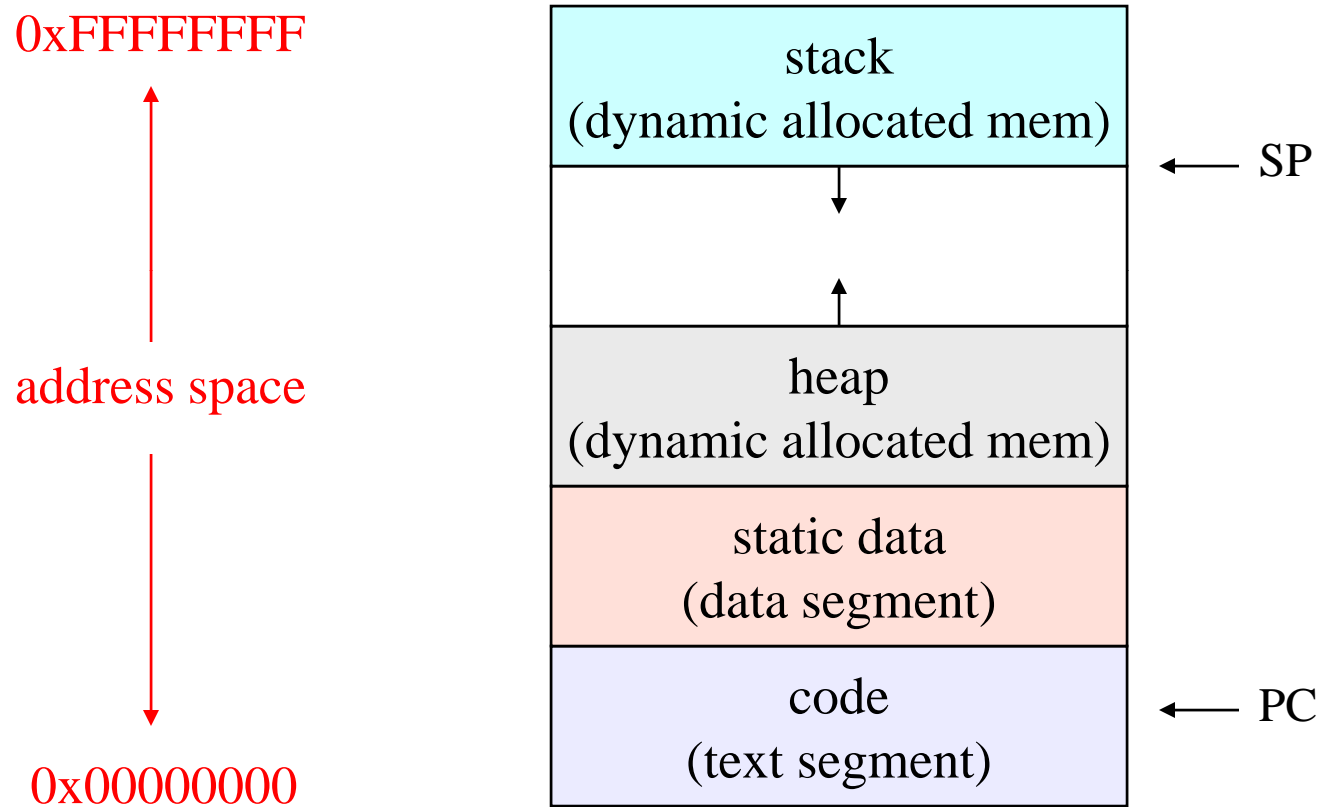 0xFFFFFFFF
stack
(dynamic allocated mem)
SP
address space
heap
(dynamic allocated mem)
static data
(data segment)
code
(text segment)
PC
0x00000000